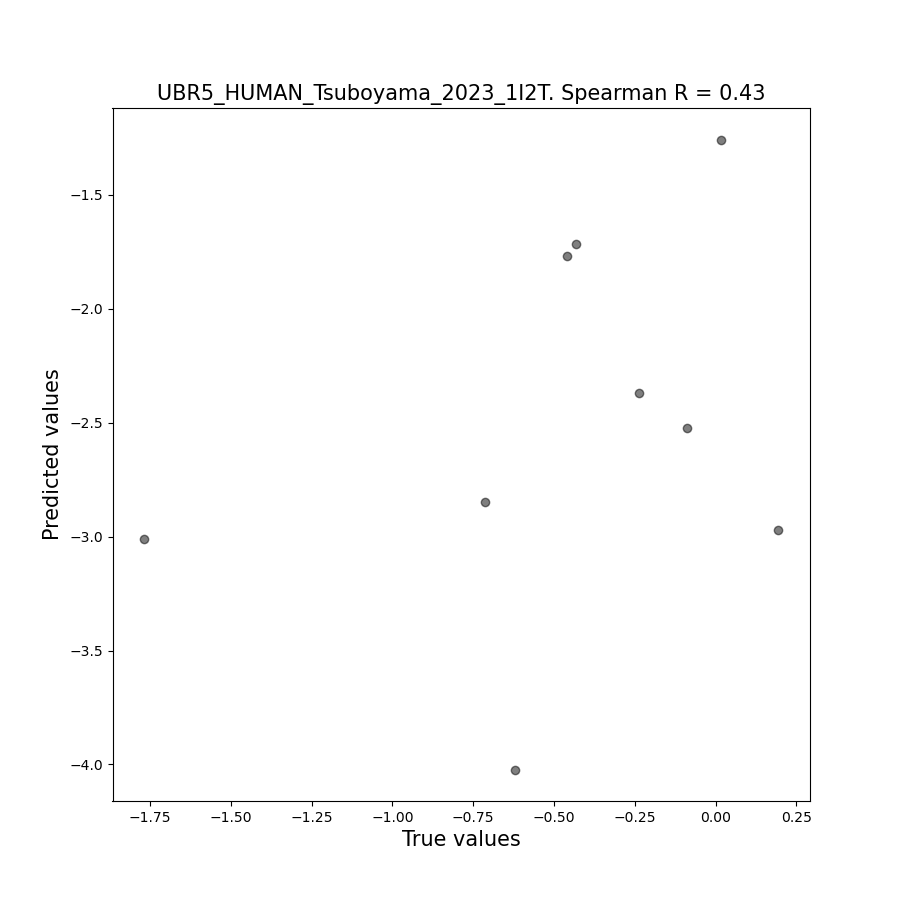 UBR5_HUMAN_Tsuboyama_2023_1I2T. Spearman R = 0.43
−1.5
−2.0
−2.5
−3.0
−3.5
−4.0
Predicted values
−1.75 −1.50 −1.25 −1.00 −0.75 −0.50 −0.25 0.00 0.25
True values